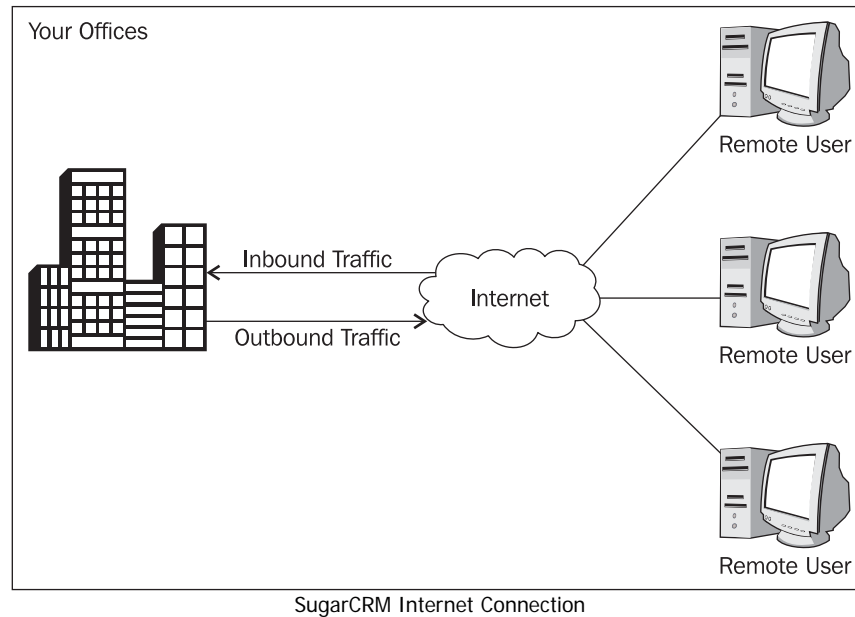 Your Offices
Remote User
Inbound Traffic
Internet
Outbound Traffic
Remote User
Remote User
SugarCRM Internet Connection